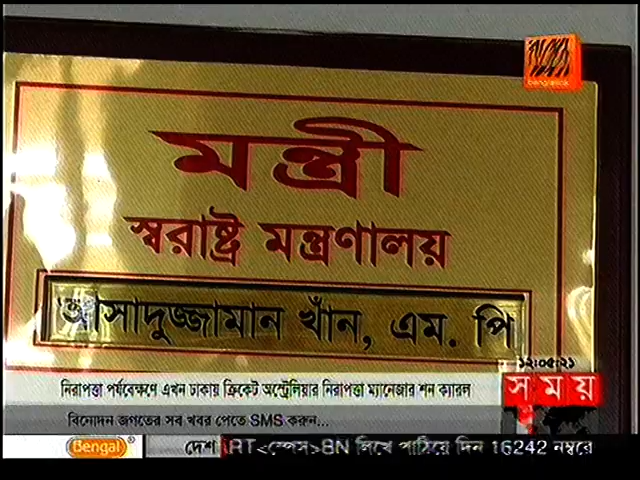 banglalink
মন্ত্রী
স্বরাষ্ট্র মন্ত্রণালয়
আসাদুজ্জামান খাঁন, এম. পি
১২:০৫:২১
নিরাপত্তা পর্যবেক্ষণে এখন ঢাকায় ক্রিকেট অস্ট্রেলিয়ার নিরাপত্তা ম্যানেজার শন ক্যারল
সময়
বিনোদন জগতের সব খবর পেতে SMS করুন...
Bengal® দেশ RT<স্পেস>BN লিখে পাঠিয়ে দিন 16242 নম্বরে